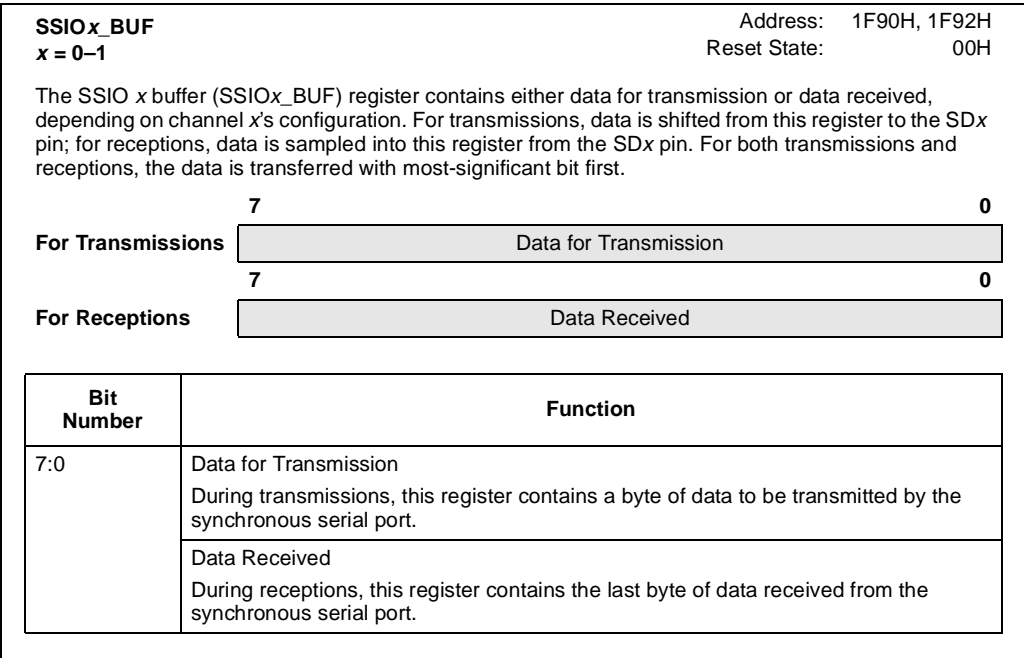 SSIOx_BUF
x = 0–1
Address: 1F90H, 1F92H
Reset State: 00H
The SSIO x buffer (SSIOx_BUF) register contains either data for transmission or data received,
depending on channel x's configuration. For transmissions, data is shifted from this register to the SDx
pin; for receptions, data is sampled into this register from the SDx pin. For both transmissions and
receptions, the data is transferred with most-significant bit first.
7 0
For Transmissions Data for Transmission
7 0
For Receptions Data Received
Bit
Number
Function
7:0
Data for Transmission
During transmissions, this register contains a byte of data to be transmitted by the
synchronous serial port.
Data Received
During receptions, this register contains the last byte of data received from the
synchronous serial port.